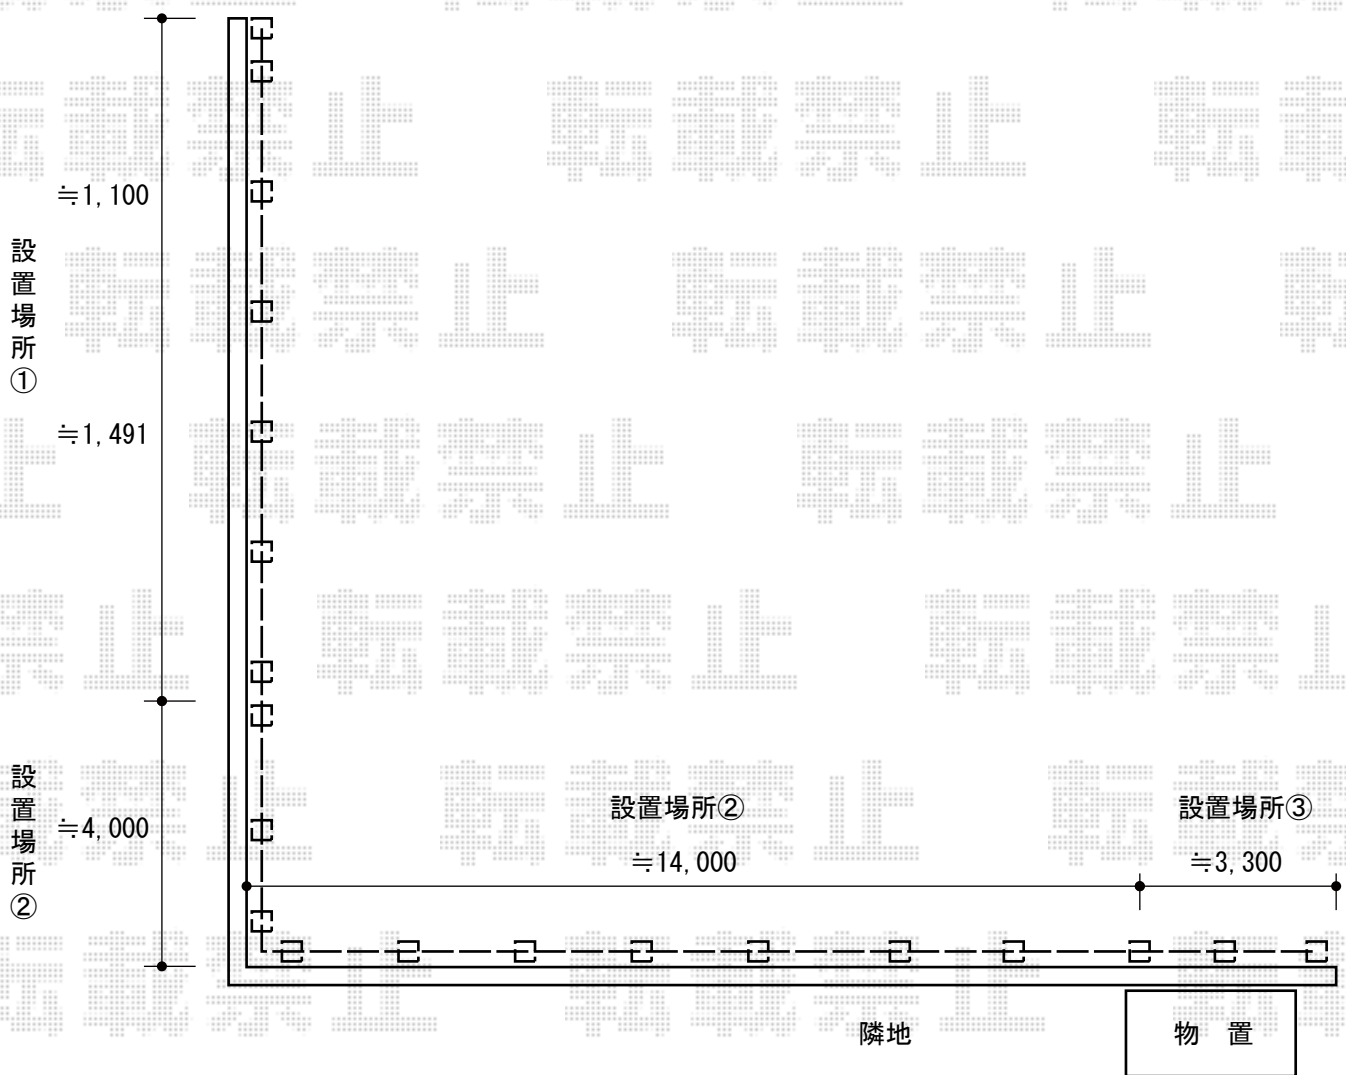 ≒1,100
設置場所①
≒1,491
設置場所②
≒4,000
設置場所②
≒14,000
設置場所③
≒3,300
隣地
物 置
転載禁止